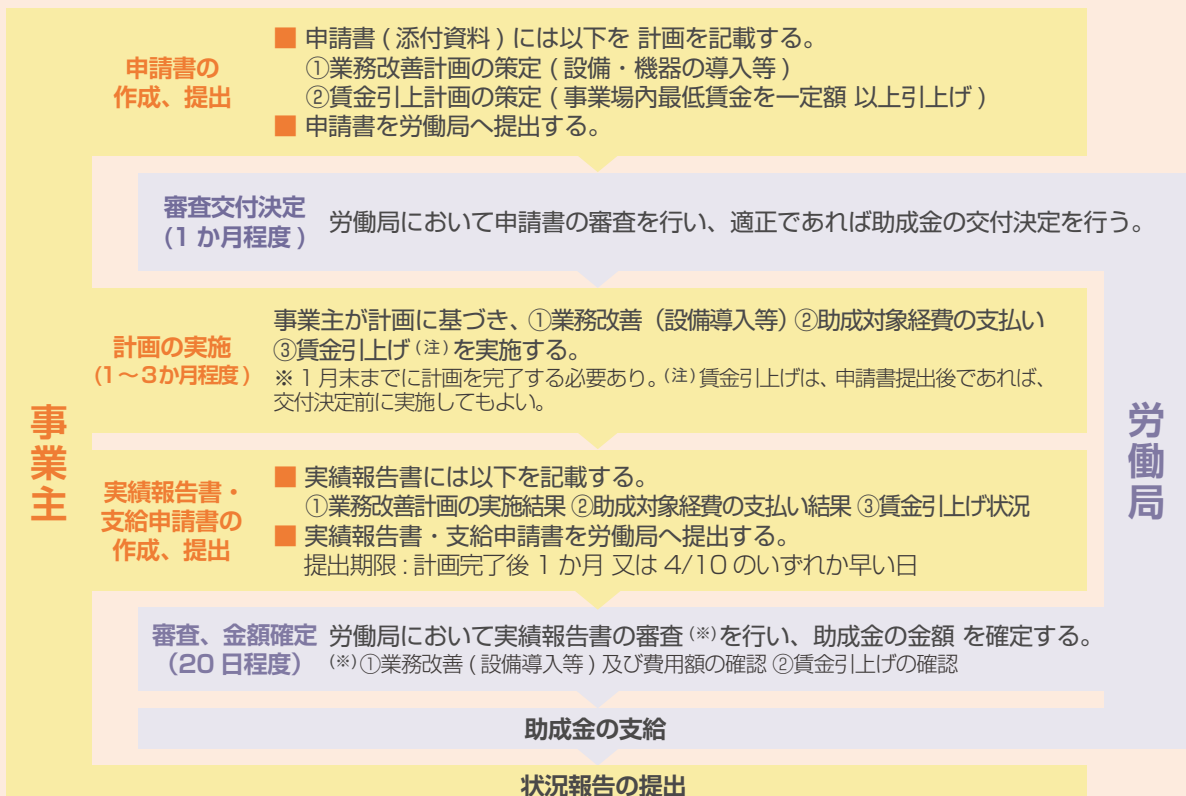 事業主
労働局
申請書の
作成、提出
■ 申請書 ( 添付資料 ) には以下を 計画を記載する。
①業務改善計画の策定 ( 設備・機器の導入等 )
②賃金引上計画の策定 ( 事業場内最低賃金を一定額 以上引上げ )
■ 申請書を労働局へ提出する。
審査交付決定
(1 か月程度 )
労働局において申請書の審査を行い、適正であれば助成金の交付決定を行う。
計画の実施
(1～3か月程度 )
事業主が計画に基づき、①業務改善（設備導入等）②助成対象経費の支払い
③賃金引上げ（注）を実施する。
※ 1 月末までに計画を完了する必要あり。（注）賃金引上げは、申請書提出後であれば、
交付決定前に実施してもよい。
実績報告書・
支給申請書の
作成、提出
■ 実績報告書には以下を記載する。
①業務改善計画の実施結果 ②助成対象経費の支払い結果 ③賃金引上げ状況
■ 実績報告書・支給申請書を労働局へ提出する。
提出期限 : 計画完了後 1 か月 又は 4/10 のいずれか早い日
審査、金額確定
（20 日程度）
労働局において実績報告書の審査 (※) を行い、助成金の金額 を確定する。
(※) ①業務改善 ( 設備導入等 ) 及び費用額の確認 ②賃金引上げの確認
助成金の支給
状況報告の提出